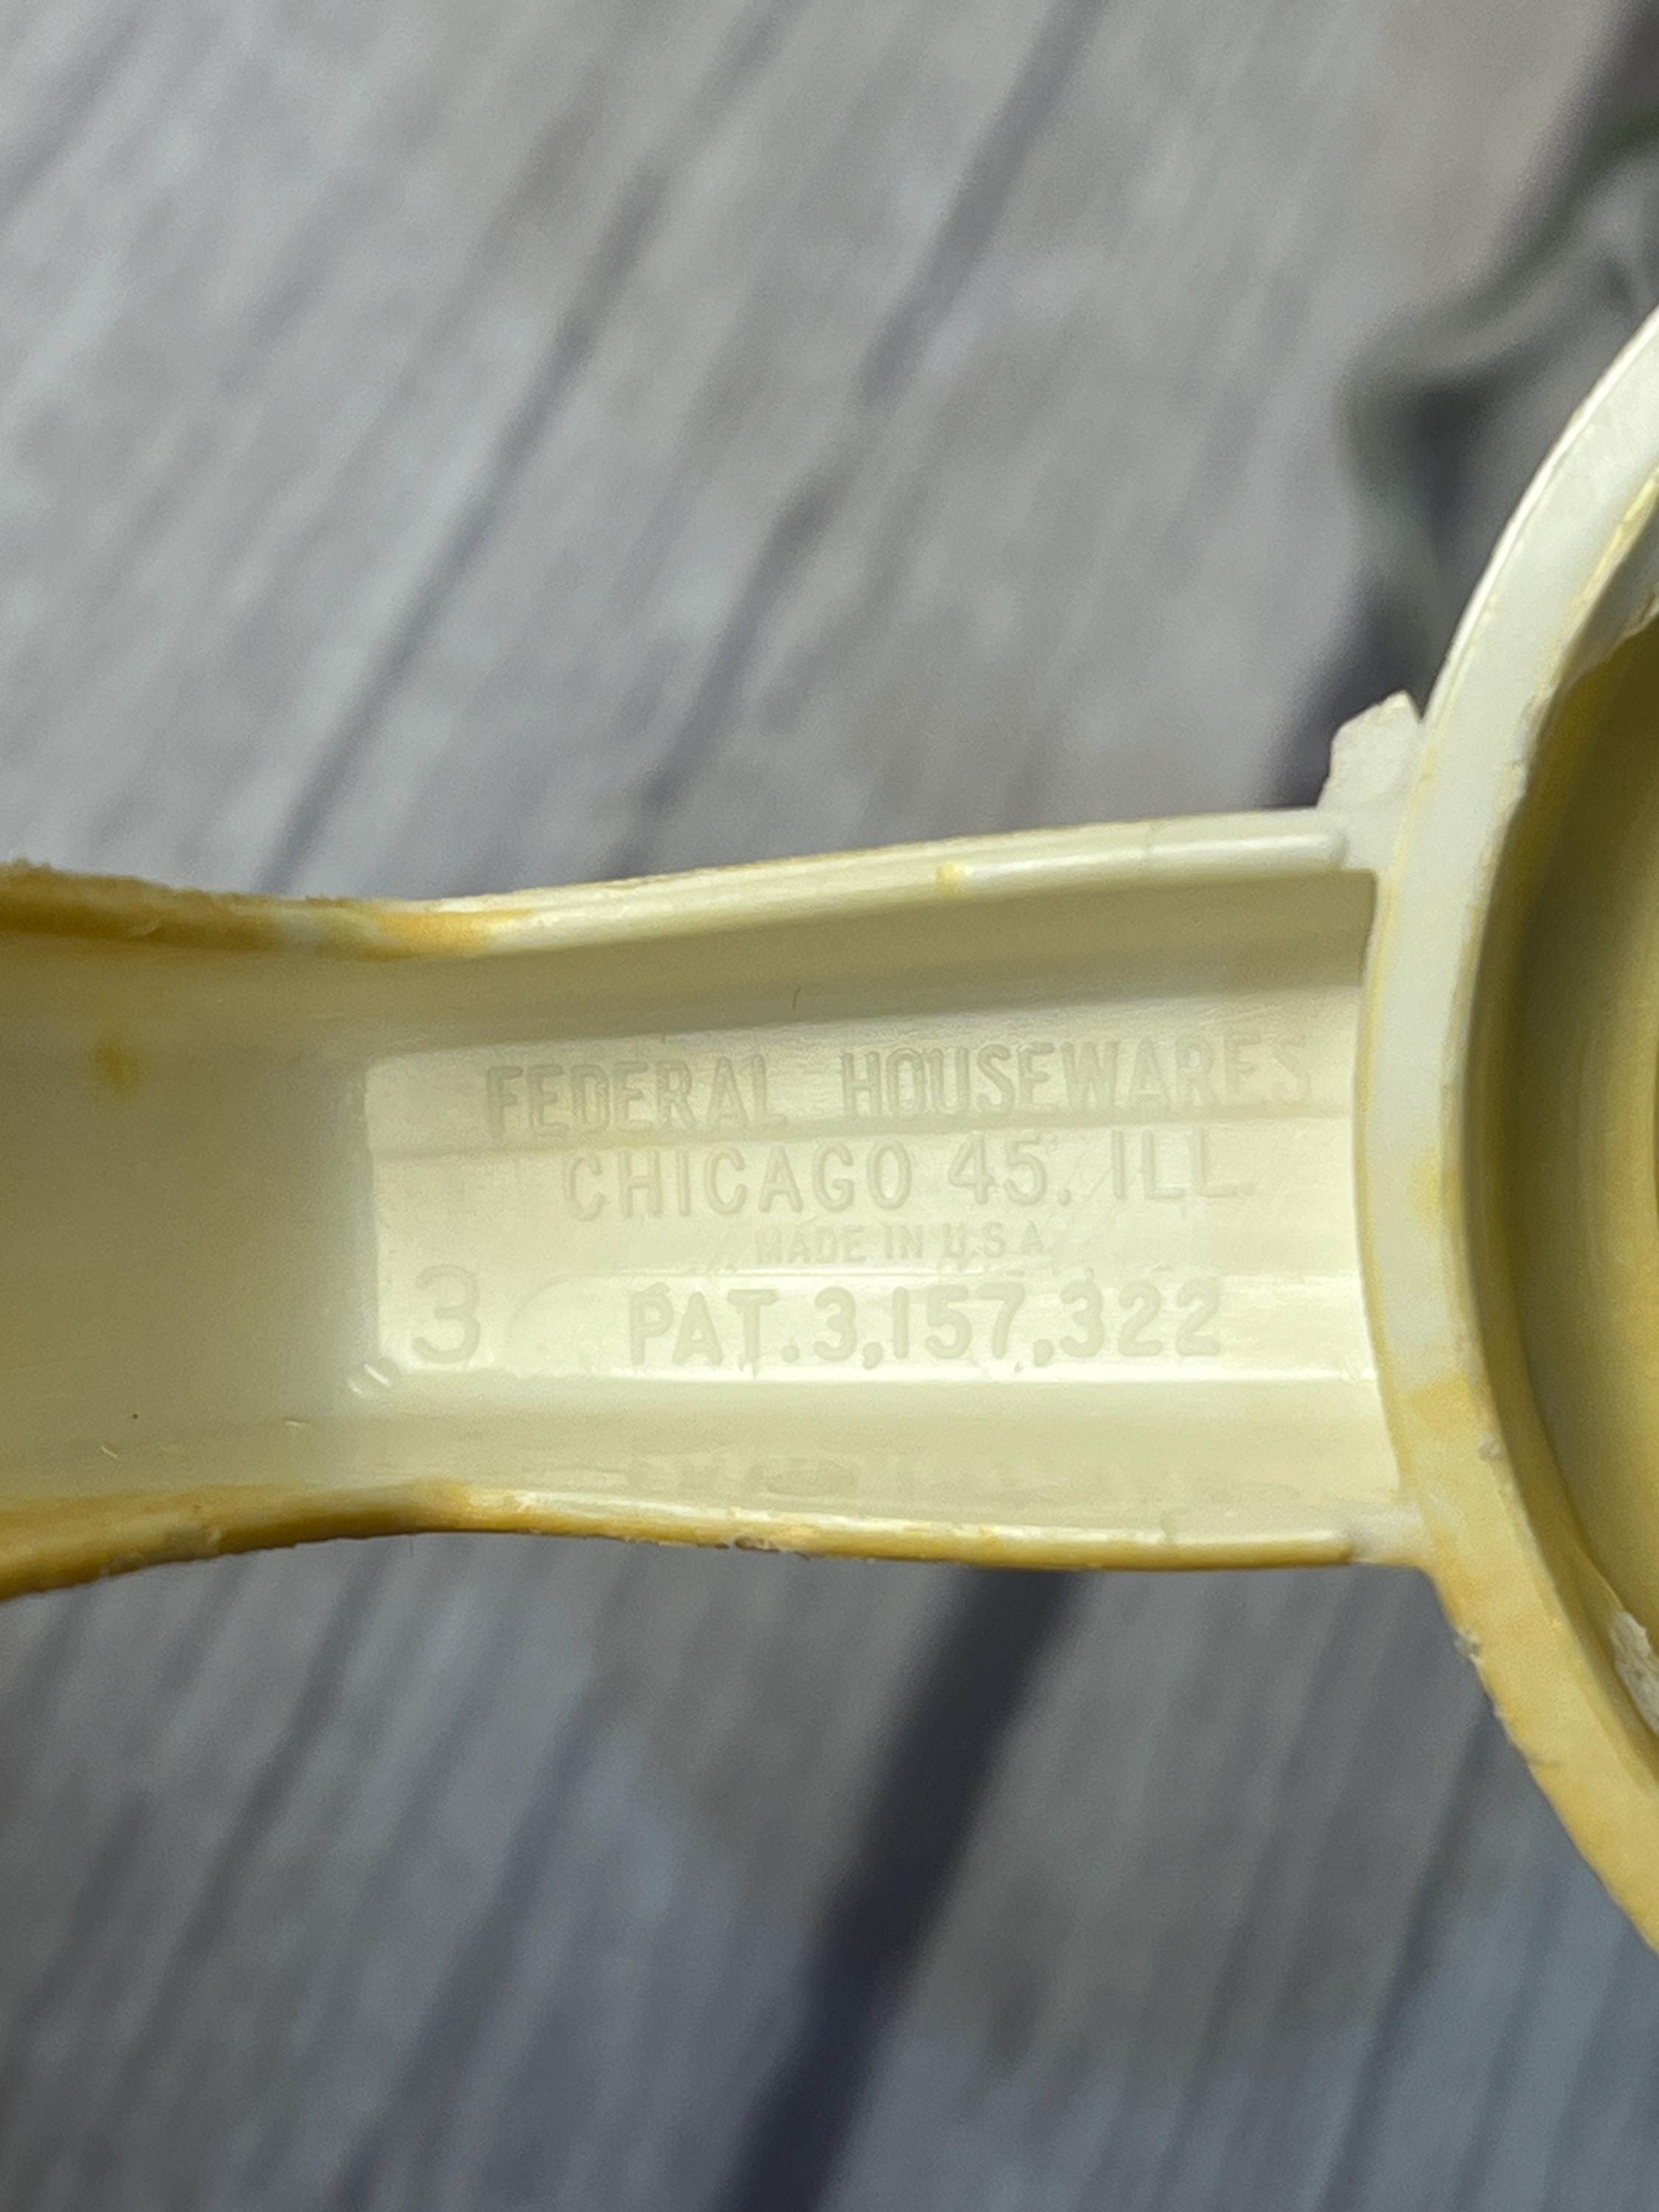 FEDERAL HOUSEWARES
CHICAGO 45, ILL.
MADE IN U.S.A.
3 PAT. 3,157,322